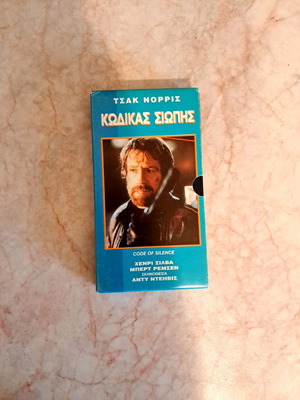 ΤΣΑΚ ΝΟΡΡΙΣ
ΚΩΔΙΚΑΣ ΣΙΩΠΗΣ
CODE OF SILENCE
ΧΕΝΡΙ ΣΙΛΒΑ
ΜΠΕΡΤ ΡΕΜΣΕΝ
ΣΚΗΝΟΘΕΣΙΑ
ΑΝΤΥ ΝΤΕΗΒΙΣ